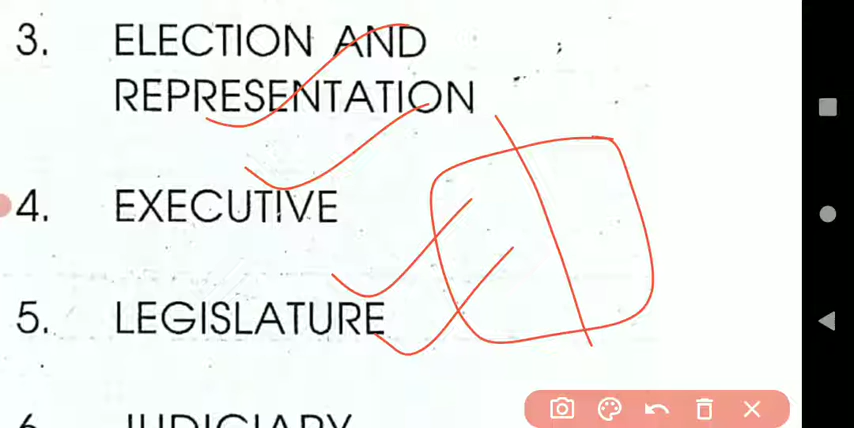 3. ELECTION AND
REPRESENTATION
4. EXECUTIVE
5. LEGISLATURE